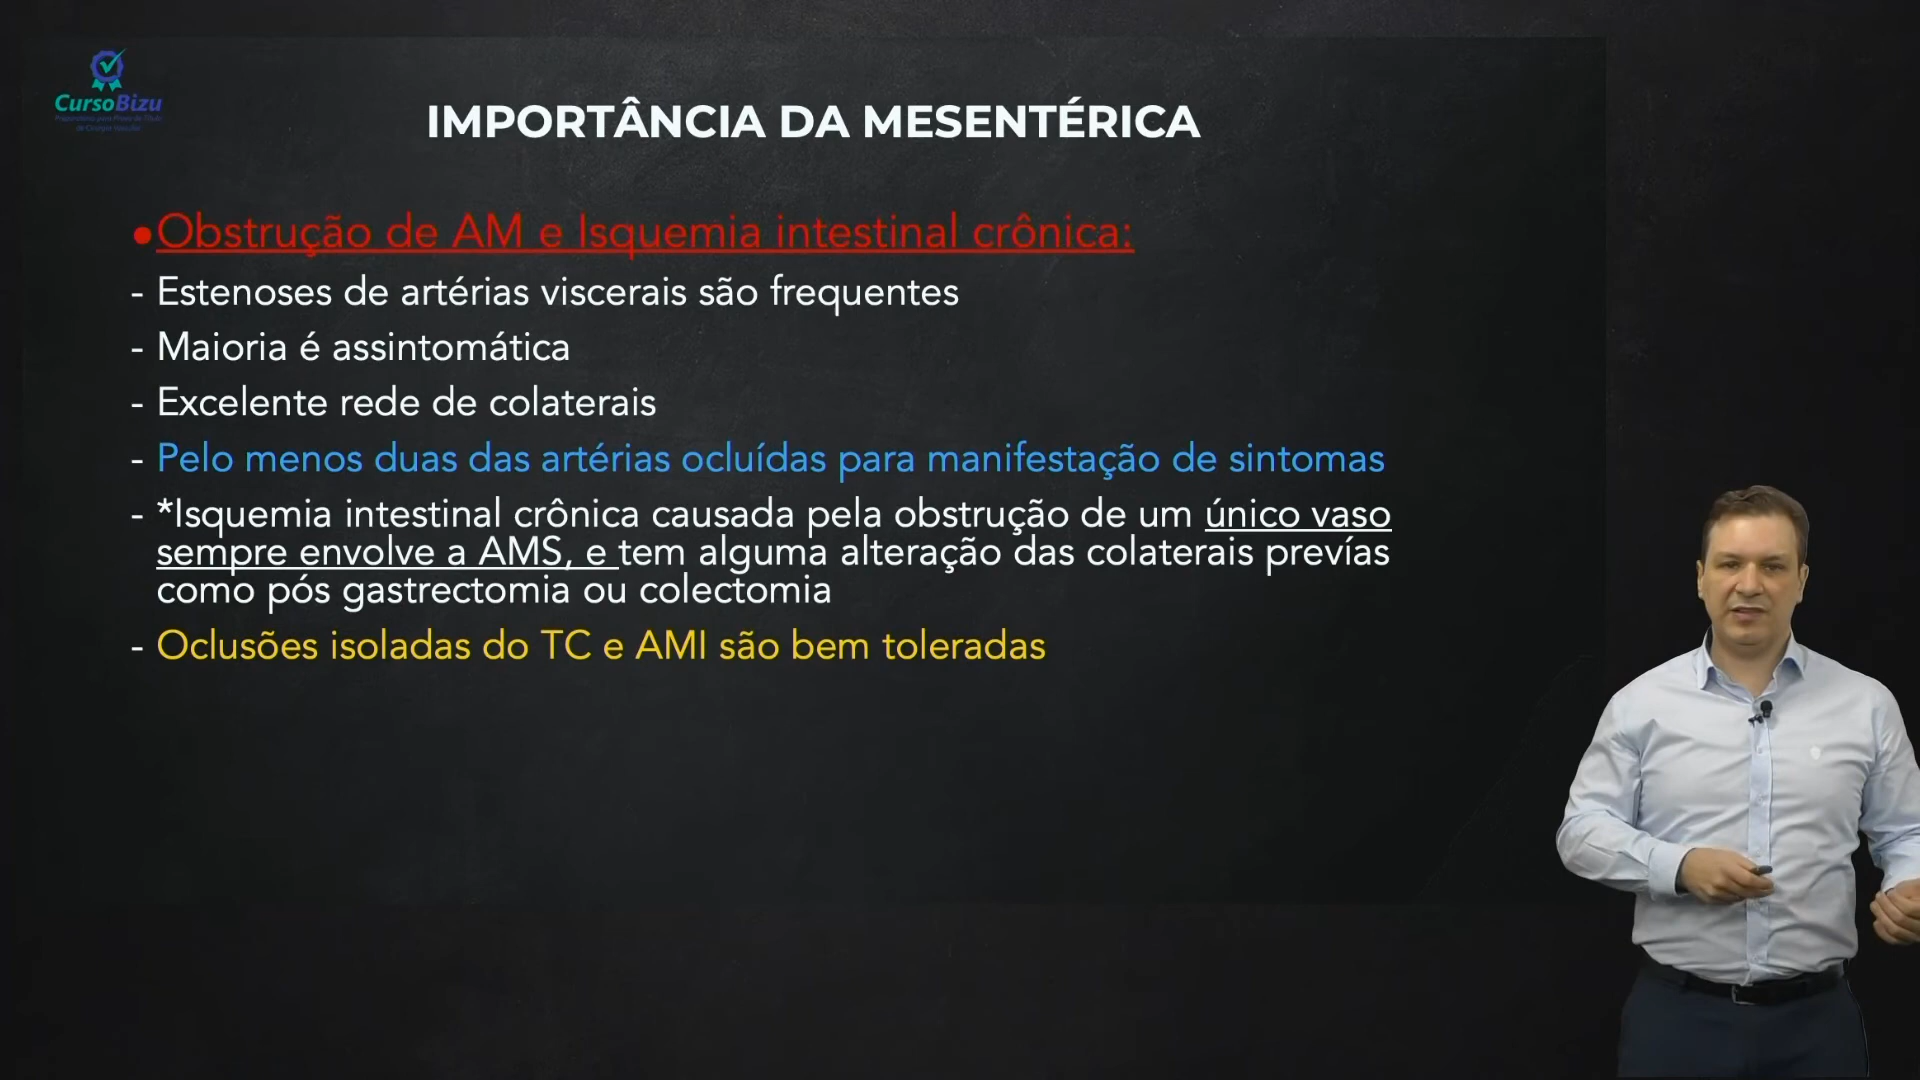 CursoBizu
IMPORTÂNCIA DA MESENTÉRICA
•Obstrução de AM e Isquemia intestinal crônica:
- Estenoses de artérias viscerais são frequentes
- Maioria é assintomática
- Excelente rede de colaterais
- Pelo menos duas das artérias ocluídas para manifestação de sintomas
- *Isquemia intestinal crônica causada pela obstrução de um único vaso
sempre envolve a AMS, e tem alguma alteração das colaterais prevías
como pós gastrectomia ou colectomia
- Oclusões isoladas do TC e AMI são bem toleradas